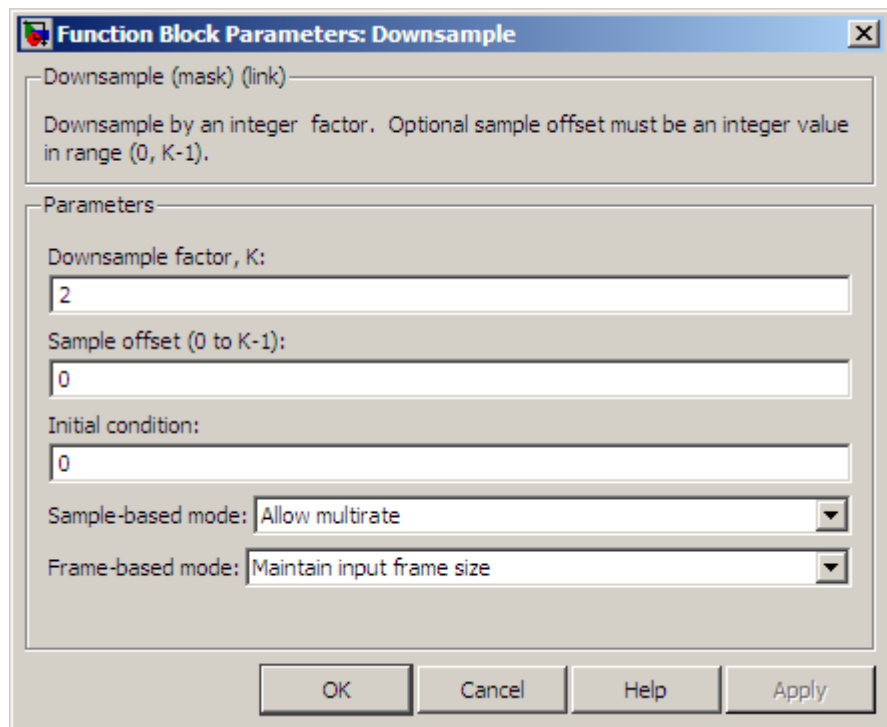 Function Block Parameters: Downsample
Downsample (mask) (link)
Downsample by an integer factor. Optional sample offset must be an integer value
in range (0, K-1).
Parameters
Downsample factor, K:
2
Sample offset (0 to K-1):
0
Initial condition:
0
Sample-based mode: Allow multirate
Frame-based mode: Maintain input frame size
OK Cancel Help Apply